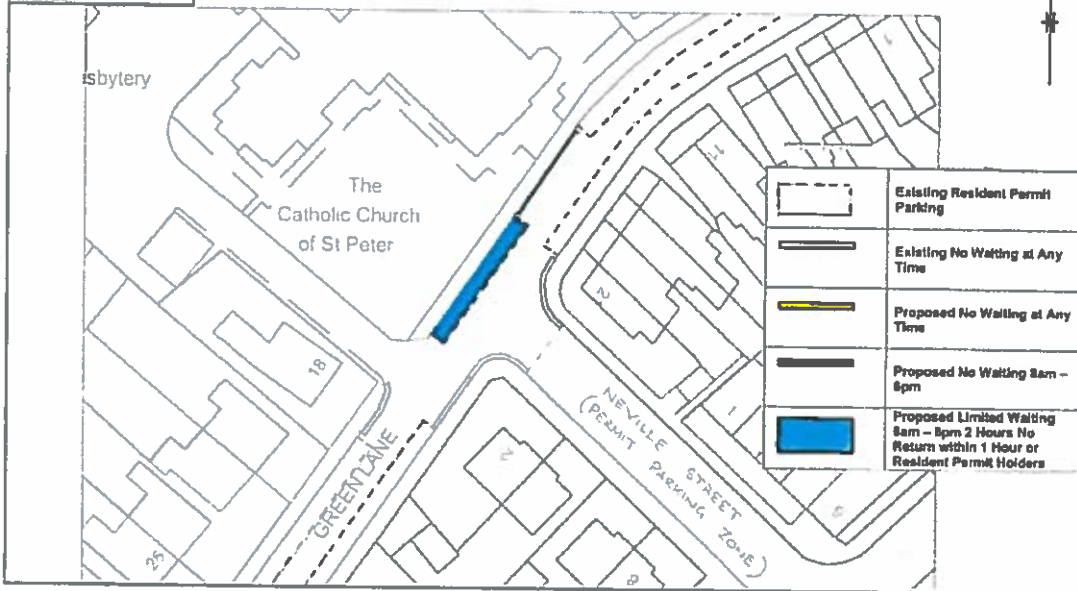 sbytery
The
Catholic Church
of St Peter
18
26
GREEN LANE
2
11
2
1
NEVILLE STREET
(PERMIT PARKING ZONE)
Existing Resident Permit
Parking
Existing No Waiting at Any
Time
Proposed No Waiting at Any
Time
Proposed No Waiting 8am –
6pm
Proposed Limited Waiting
8am – 8pm 2 Hours No
Return within 1 Hour or
Resident Permit Holders